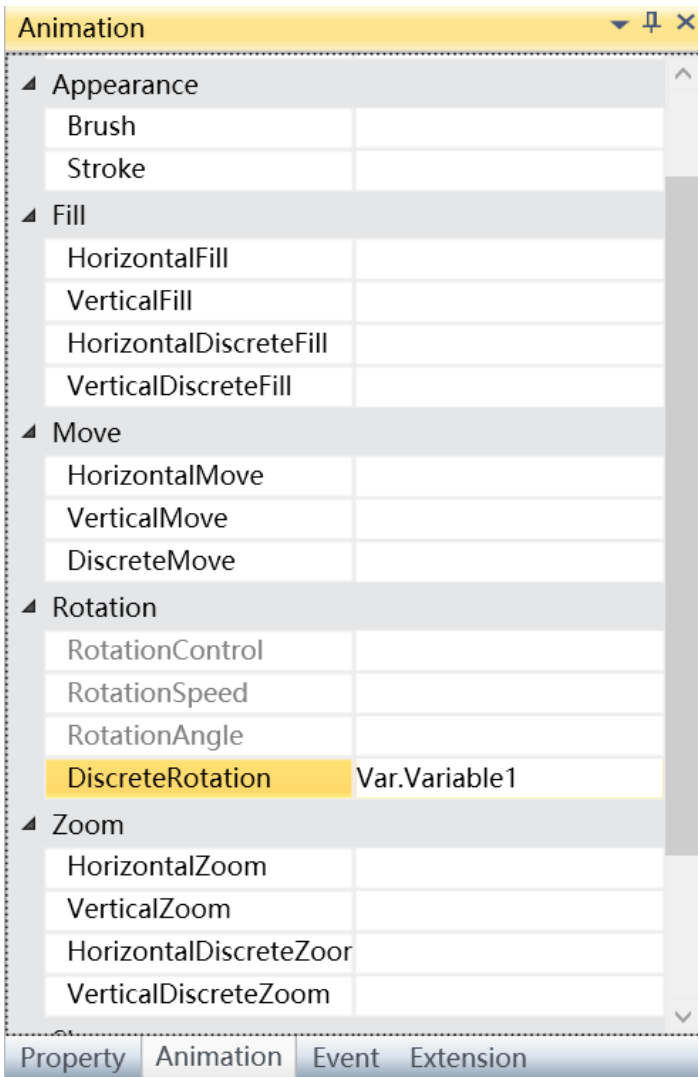 Animation
Appearance
Brush
Stroke
Fill
HorizontalFill
VerticalFill
HorizontalDiscreteFill
VerticalDiscreteFill
Move
HorizontalMove
VerticalMove
DiscreteMove
Rotation
RotationControl
RotationSpeed
RotationAngle
DiscreteRotation Var.Variable1
Zoom
HorizontalZoom
VerticalZoom
HorizontalDiscreteZoor
VerticalDiscreteZoom
Property Animation Event Extension